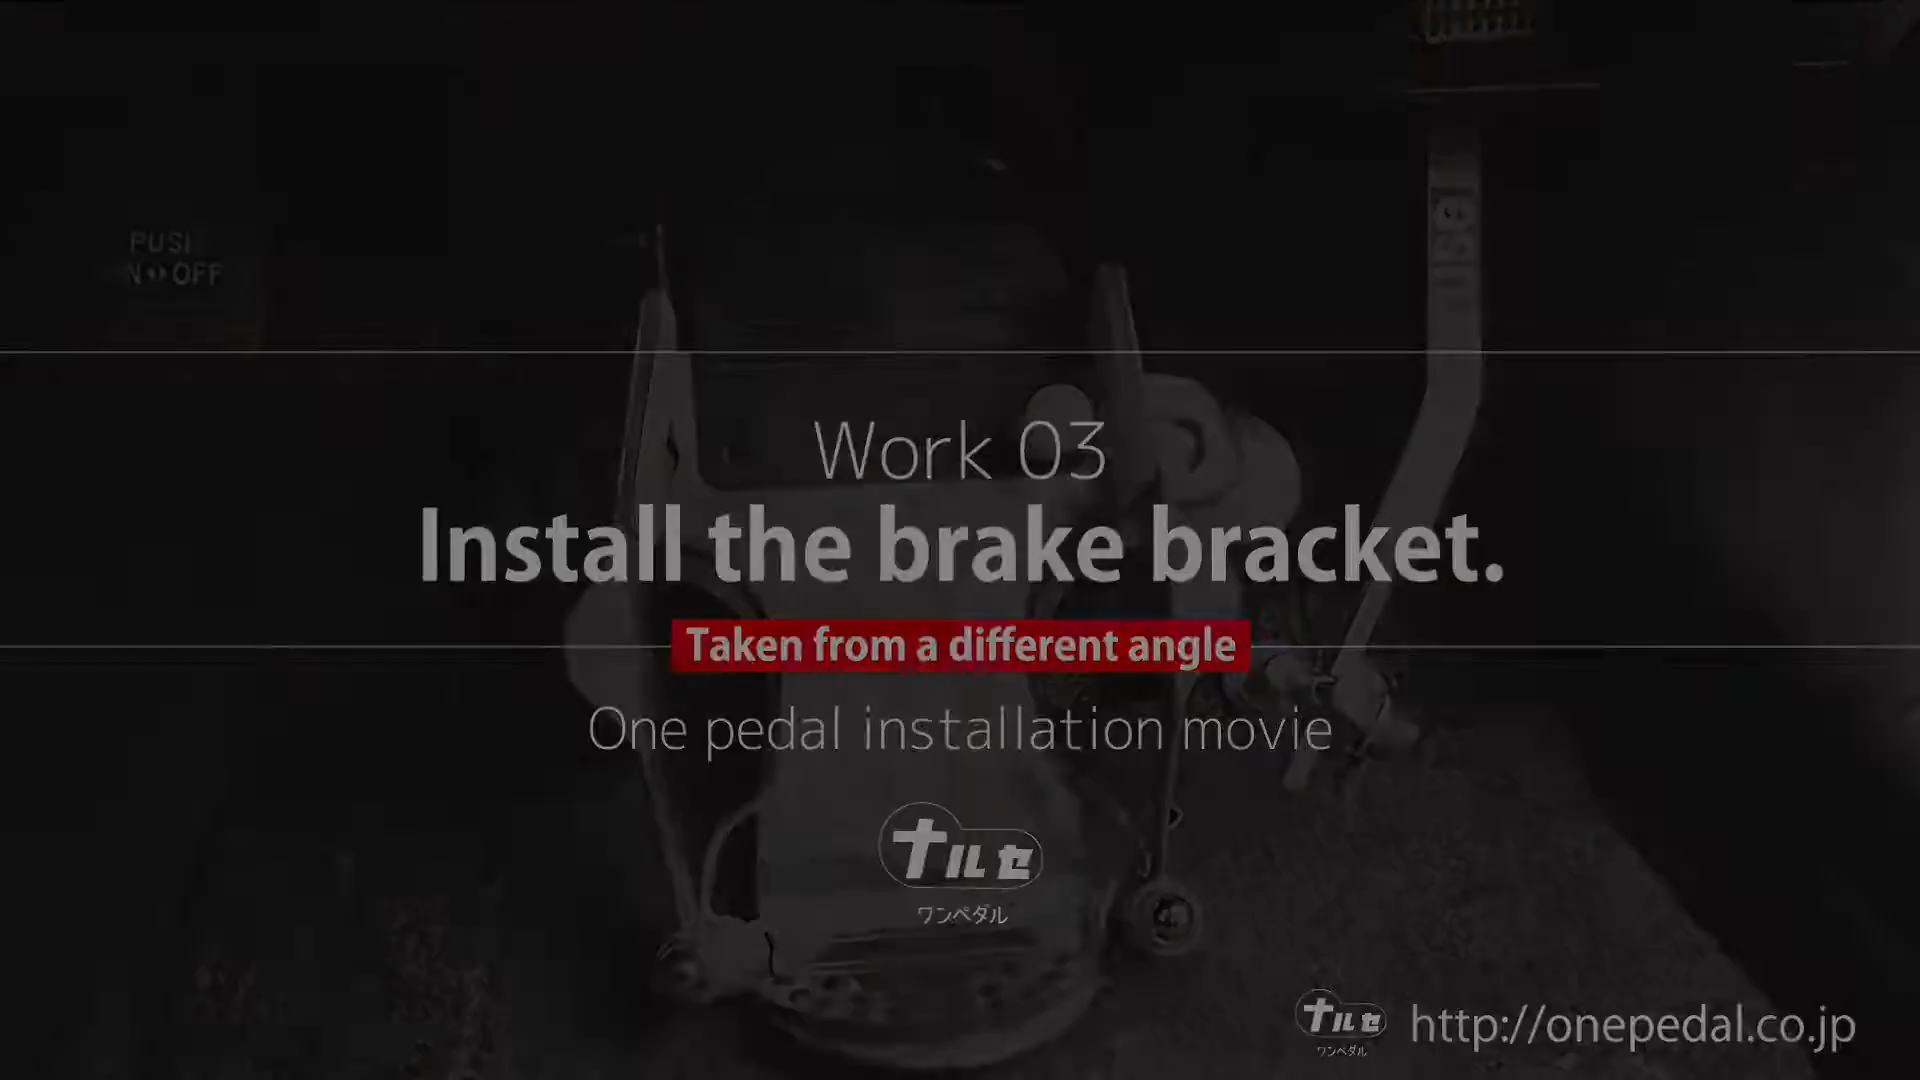 PUSH
N↔OFF
Work 03
Install the brake bracket.
Taken from a different angle
One pedal installation movie
ナルセ
ワンペダル
ナルセ
ワンペダル
http://onepedal.co.jp